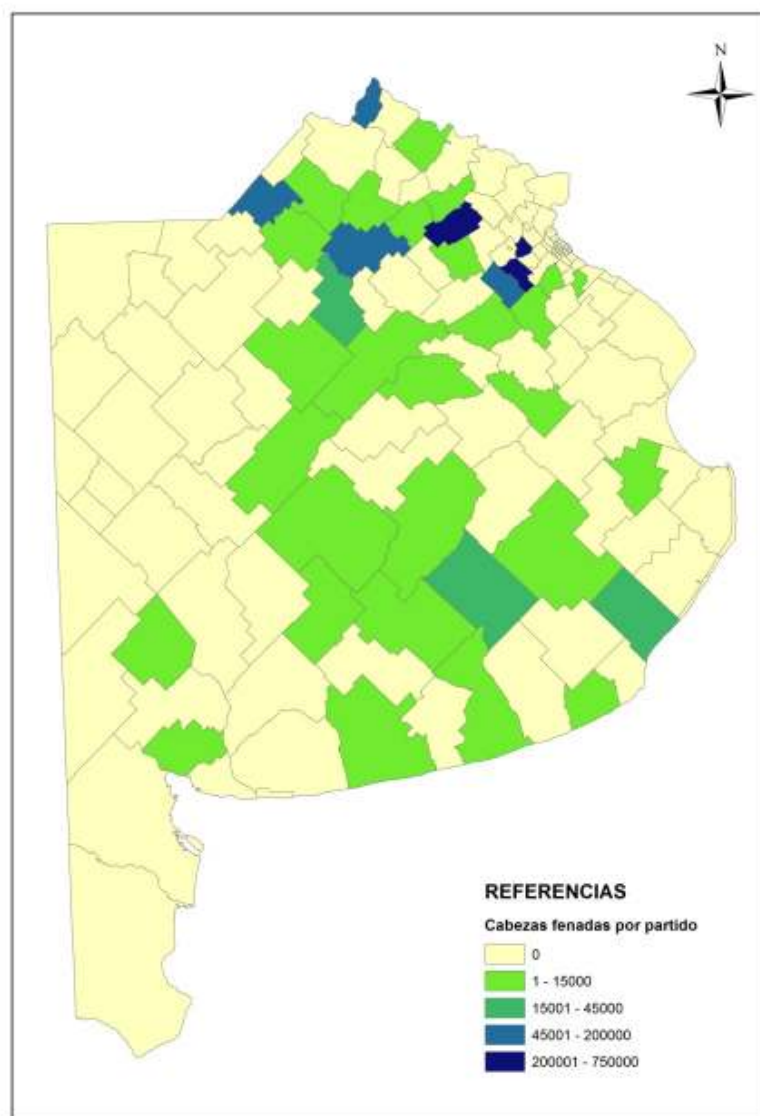 N
REFERENCIAS
Cabezas fenadas por partido
0
1 - 15000
15001 - 45000
45001 - 200000
200001 - 750000